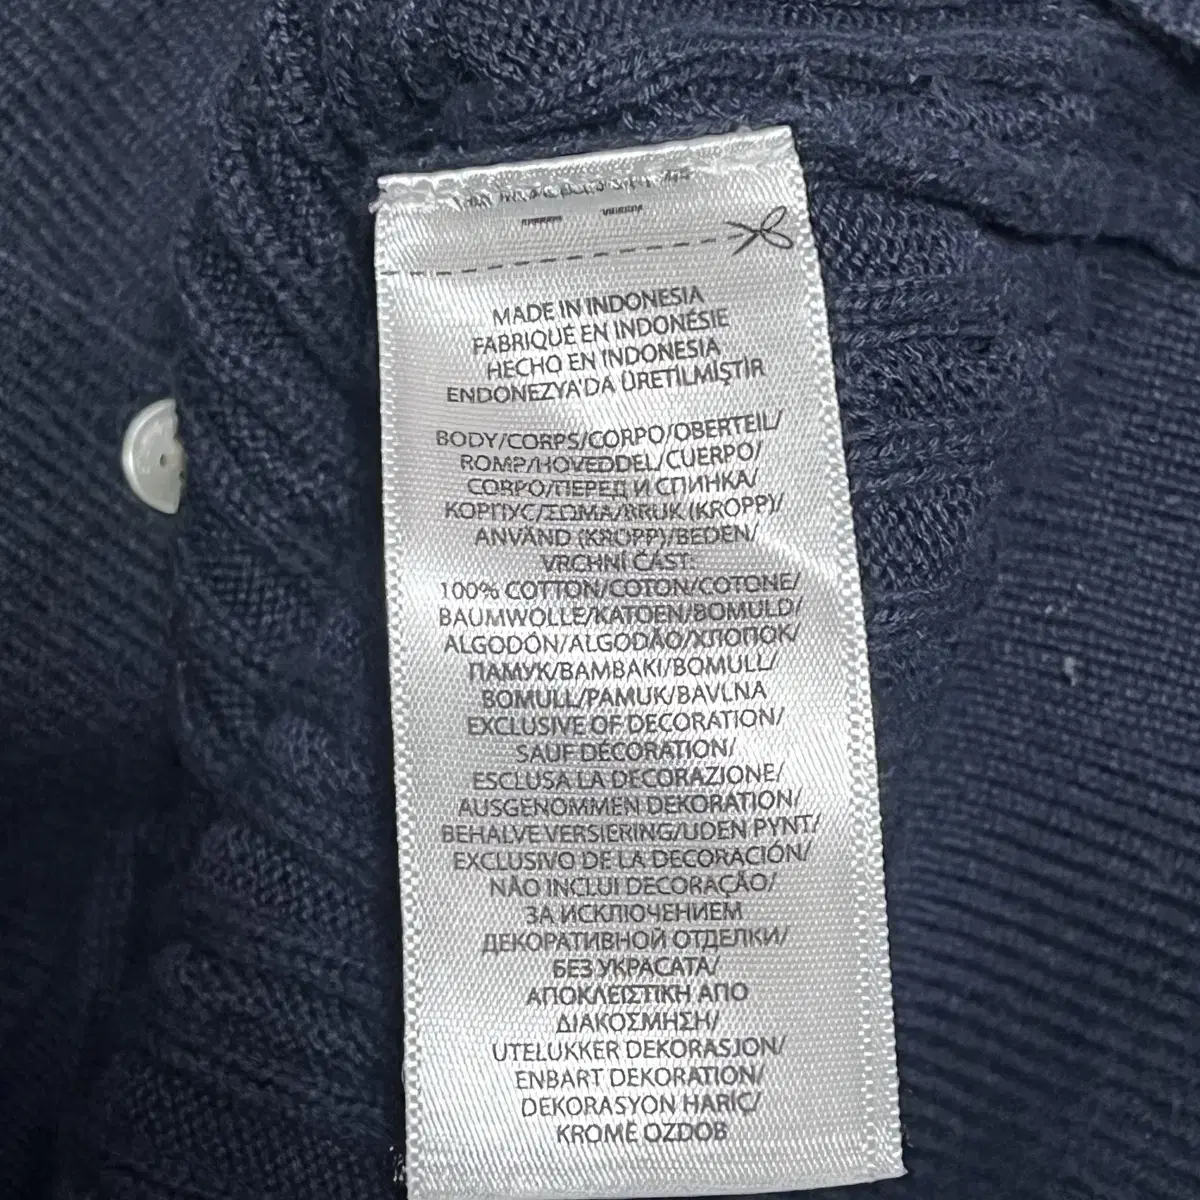 MADE IN INDONESIA
FABRIQUÉ EN INDONÉSIE
HECHO EN INDONESIA
ENDONEZYA'DA ÜRETİLMİŞTİR
BODY/CORPS/CORPO/OBERTEIL/
ROMP/HOVEDDEL/CUERPO/
CORPO/ПЕРЕД И СПИНКА/
КОРПУС/ΣΩΜΑ/BRUK (KROPP)/
ANVÄND (KROPP)/BEDEN/
VRCHNÍ ČÁST:
100% COTTON/COTON/COTONE/
BAUMWOLLE/KATOEN/BOMULD/
ALGODÓN/ALGODÃO/ХЛОПОК/
ПАМУК/ΒΑΜΒΑΚΙ/BOMULL/
BOMULL/PAMUK/BAVLNA
EXCLUSIVE OF DECORATION/
SAUF DÉCORATION/
ESCLUSA LA DECORAZIONE/
AUSGENOMMEN DEKORATION/
BEHALVE VERSIERING/UDEN PYNT/
EXCLUSIVO DE LA DECORACIÓN/
NÃO INCLUI DECORAÇÃO/
ЗА ИСКЛЮЧЕНИЕМ
ДЕКОРАТИВНОЙ ОТДЕЛКИ/
БЕЗ УКРАСАТА/
ΑΠΟΚΛΕΙΣΤΙΚΗ ΑΠΟ
ΔΙΑΚΟΣΜΗΣΗ/
UTELUKKER DEKORASJON/
ENBART DEKORATION/
DEKORASYON HARİÇ/
KROMĚ OZDOB